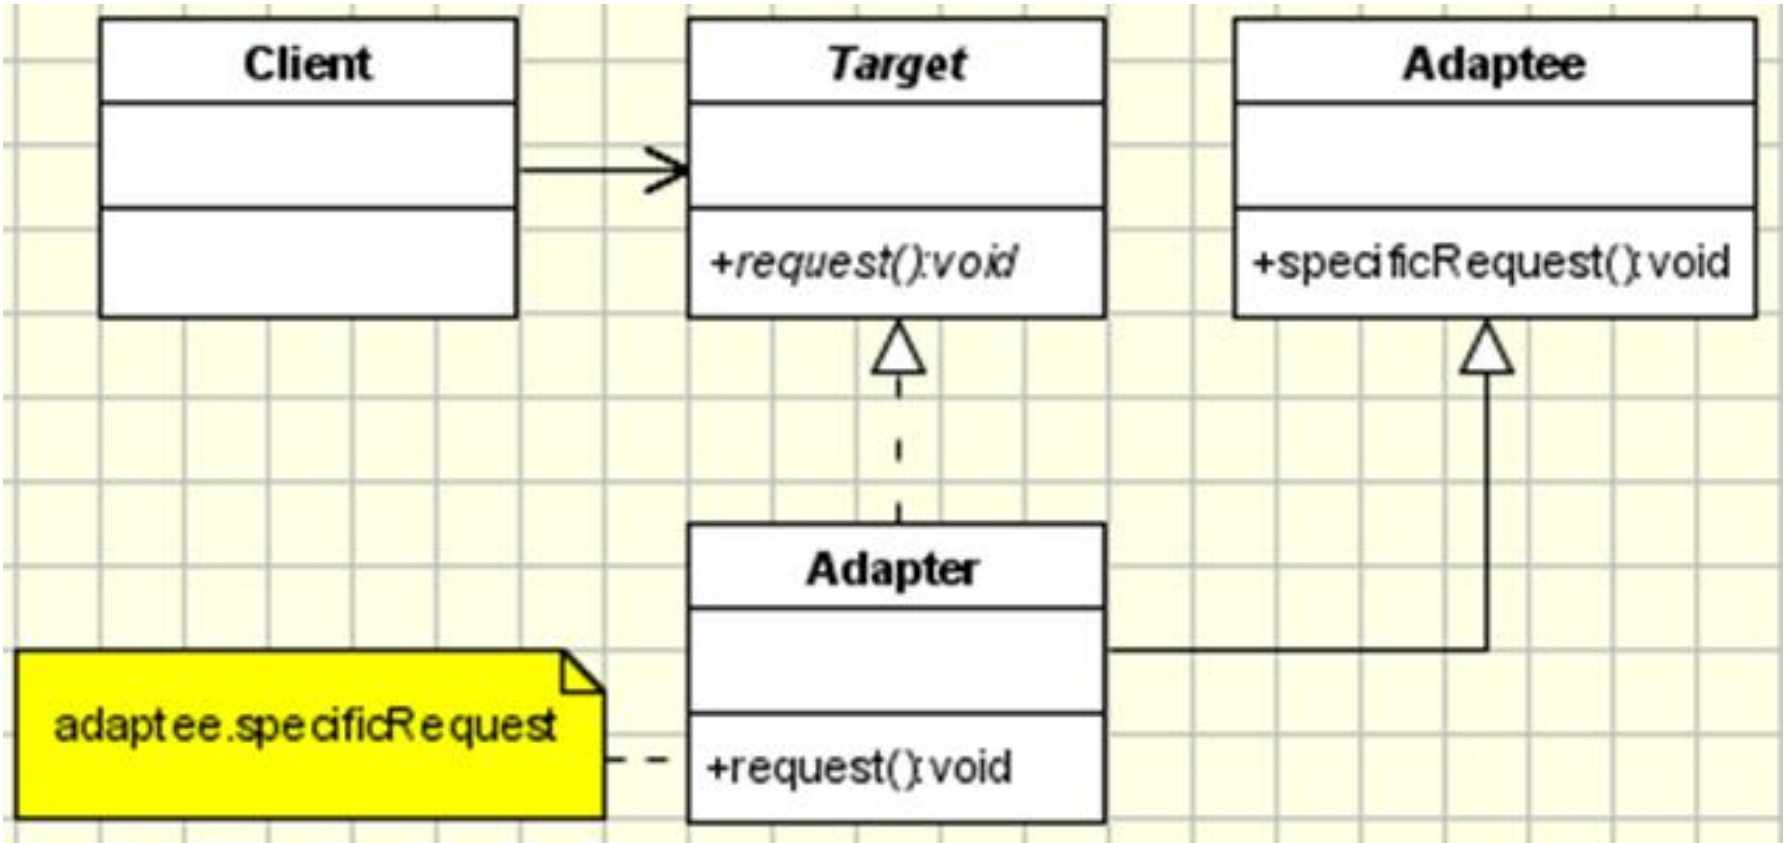 Client
Target
Adaptee
+request():void
+specificRequest():void
Adapter
adaptee.specificRequest
+request():void